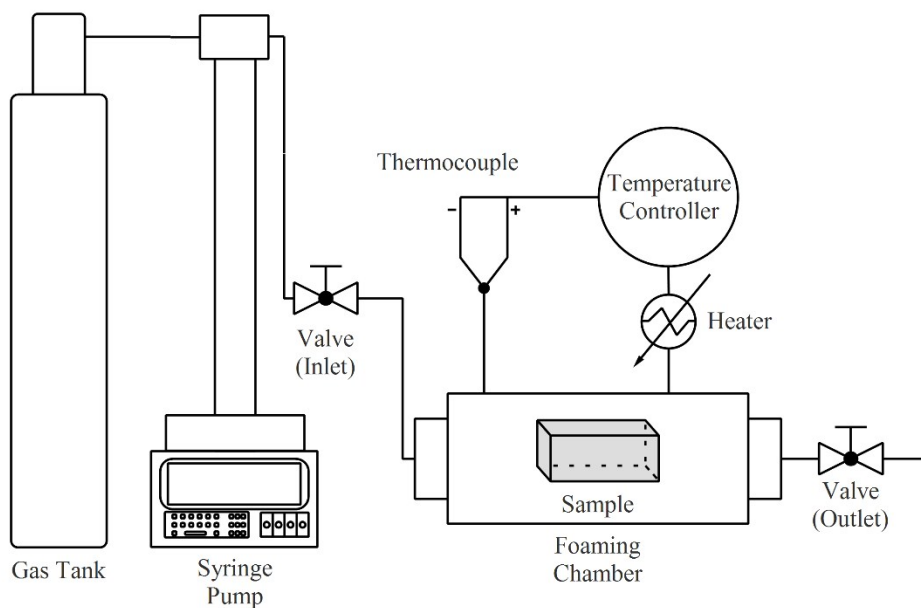 Thermocouple
−
+
Temperature
Controller
Heater
Valve
(Inlet)
Sample
Valve
(Outlet)
Foaming
Chamber
Gas Tank
Syringe
Pump